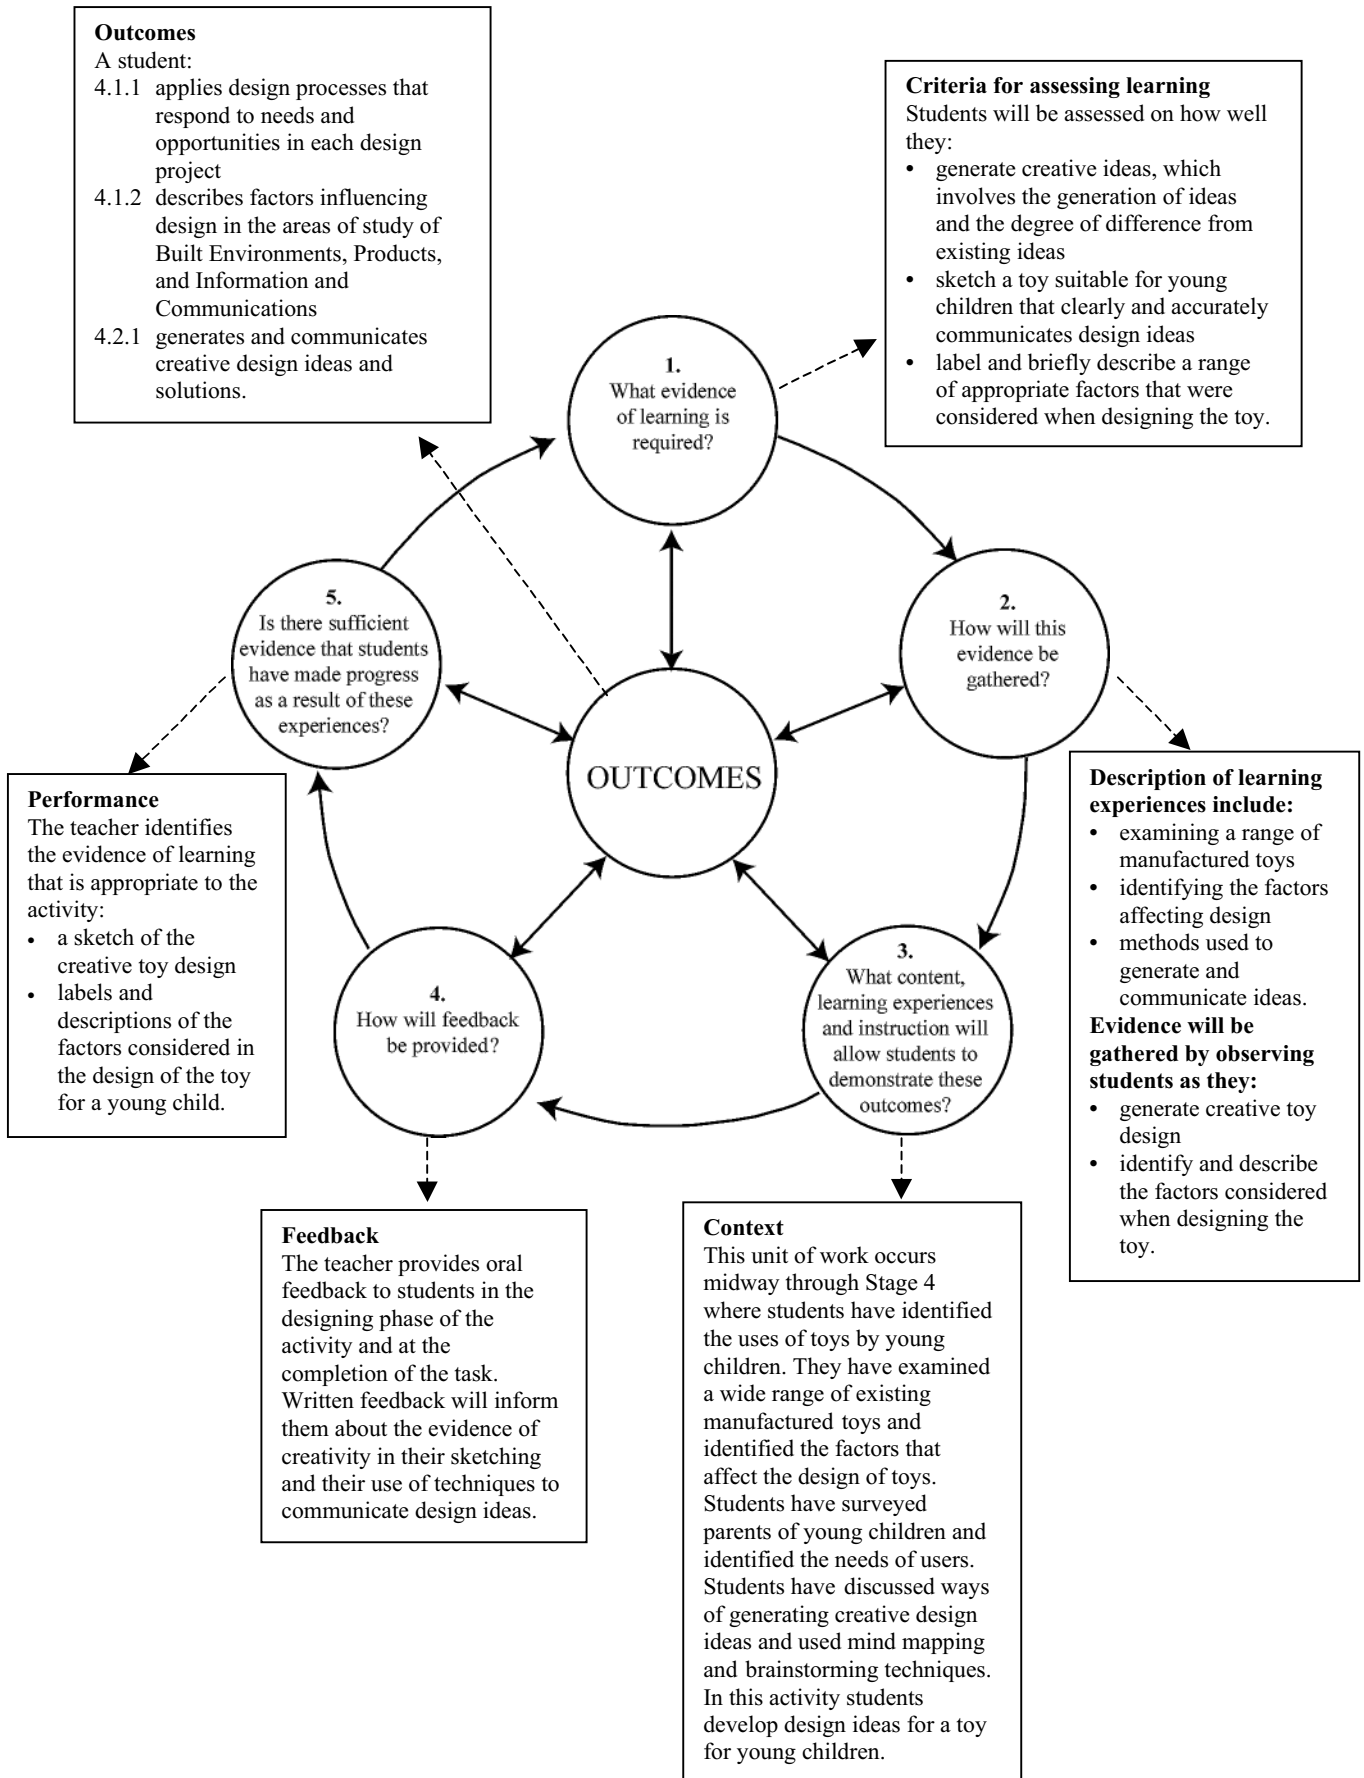 Outcomes
A student:
4.1.1 applies design processes that
respond to needs and
opportunities in each design
project
4.1.2 describes factors influencing
design in the areas of study of
Built Environments, Products,
and Information and
Communications
4.2.1 generates and communicates
creative design ideas and
solutions.
Criteria for assessing learning
Students will be assessed on how well
they:
• generate creative ideas, which
involves the generation of ideas
and the degree of difference from
existing ideas
• sketch a toy suitable for young
children that clearly and accurately
communicates design ideas
• label and briefly describe a range
of appropriate factors that were
considered when designing the toy.
1.
What evidence
of learning is
required?
2.
How will this
evidence be
gathered?
5.
Is there sufficient
evidence that students
have made progress
as a result of these
experiences?
OUTCOMES
Performance
The teacher identifies
the evidence of learning
that is appropriate to the
activity:
• a sketch of the
creative toy design
• labels and
descriptions of the
factors considered in
the design of the toy
for a young child.
Description of learning
experiences include:
• examining a range of
manufactured toys
• identifying the factors
affecting design
• methods used to
generate and
communicate ideas.
Evidence will be
gathered by observing
students as they:
• generate creative toy
design
• identify and describe
the factors considered
when designing the
toy.
3.
What content,
learning experiences
and instruction will
allow students to
demonstrate these
outcomes?
4.
How will feedback
be provided?
Feedback
The teacher provides oral
feedback to students in the
designing phase of the
activity and at the
completion of the task.
Written feedback will inform
them about the evidence of
creativity in their sketching
and their use of techniques to
communicate design ideas.
Context
This unit of work occurs
midway through Stage 4
where students have identified
the uses of toys by young
children. They have examined
a wide range of existing
manufactured toys and
identified the factors that
affect the design of toys.
Students have surveyed
parents of young children and
identified the needs of users.
Students have discussed ways
of generating creative design
ideas and used mind mapping
and brainstorming techniques.
In this activity students
develop design ideas for a toy
for young children.